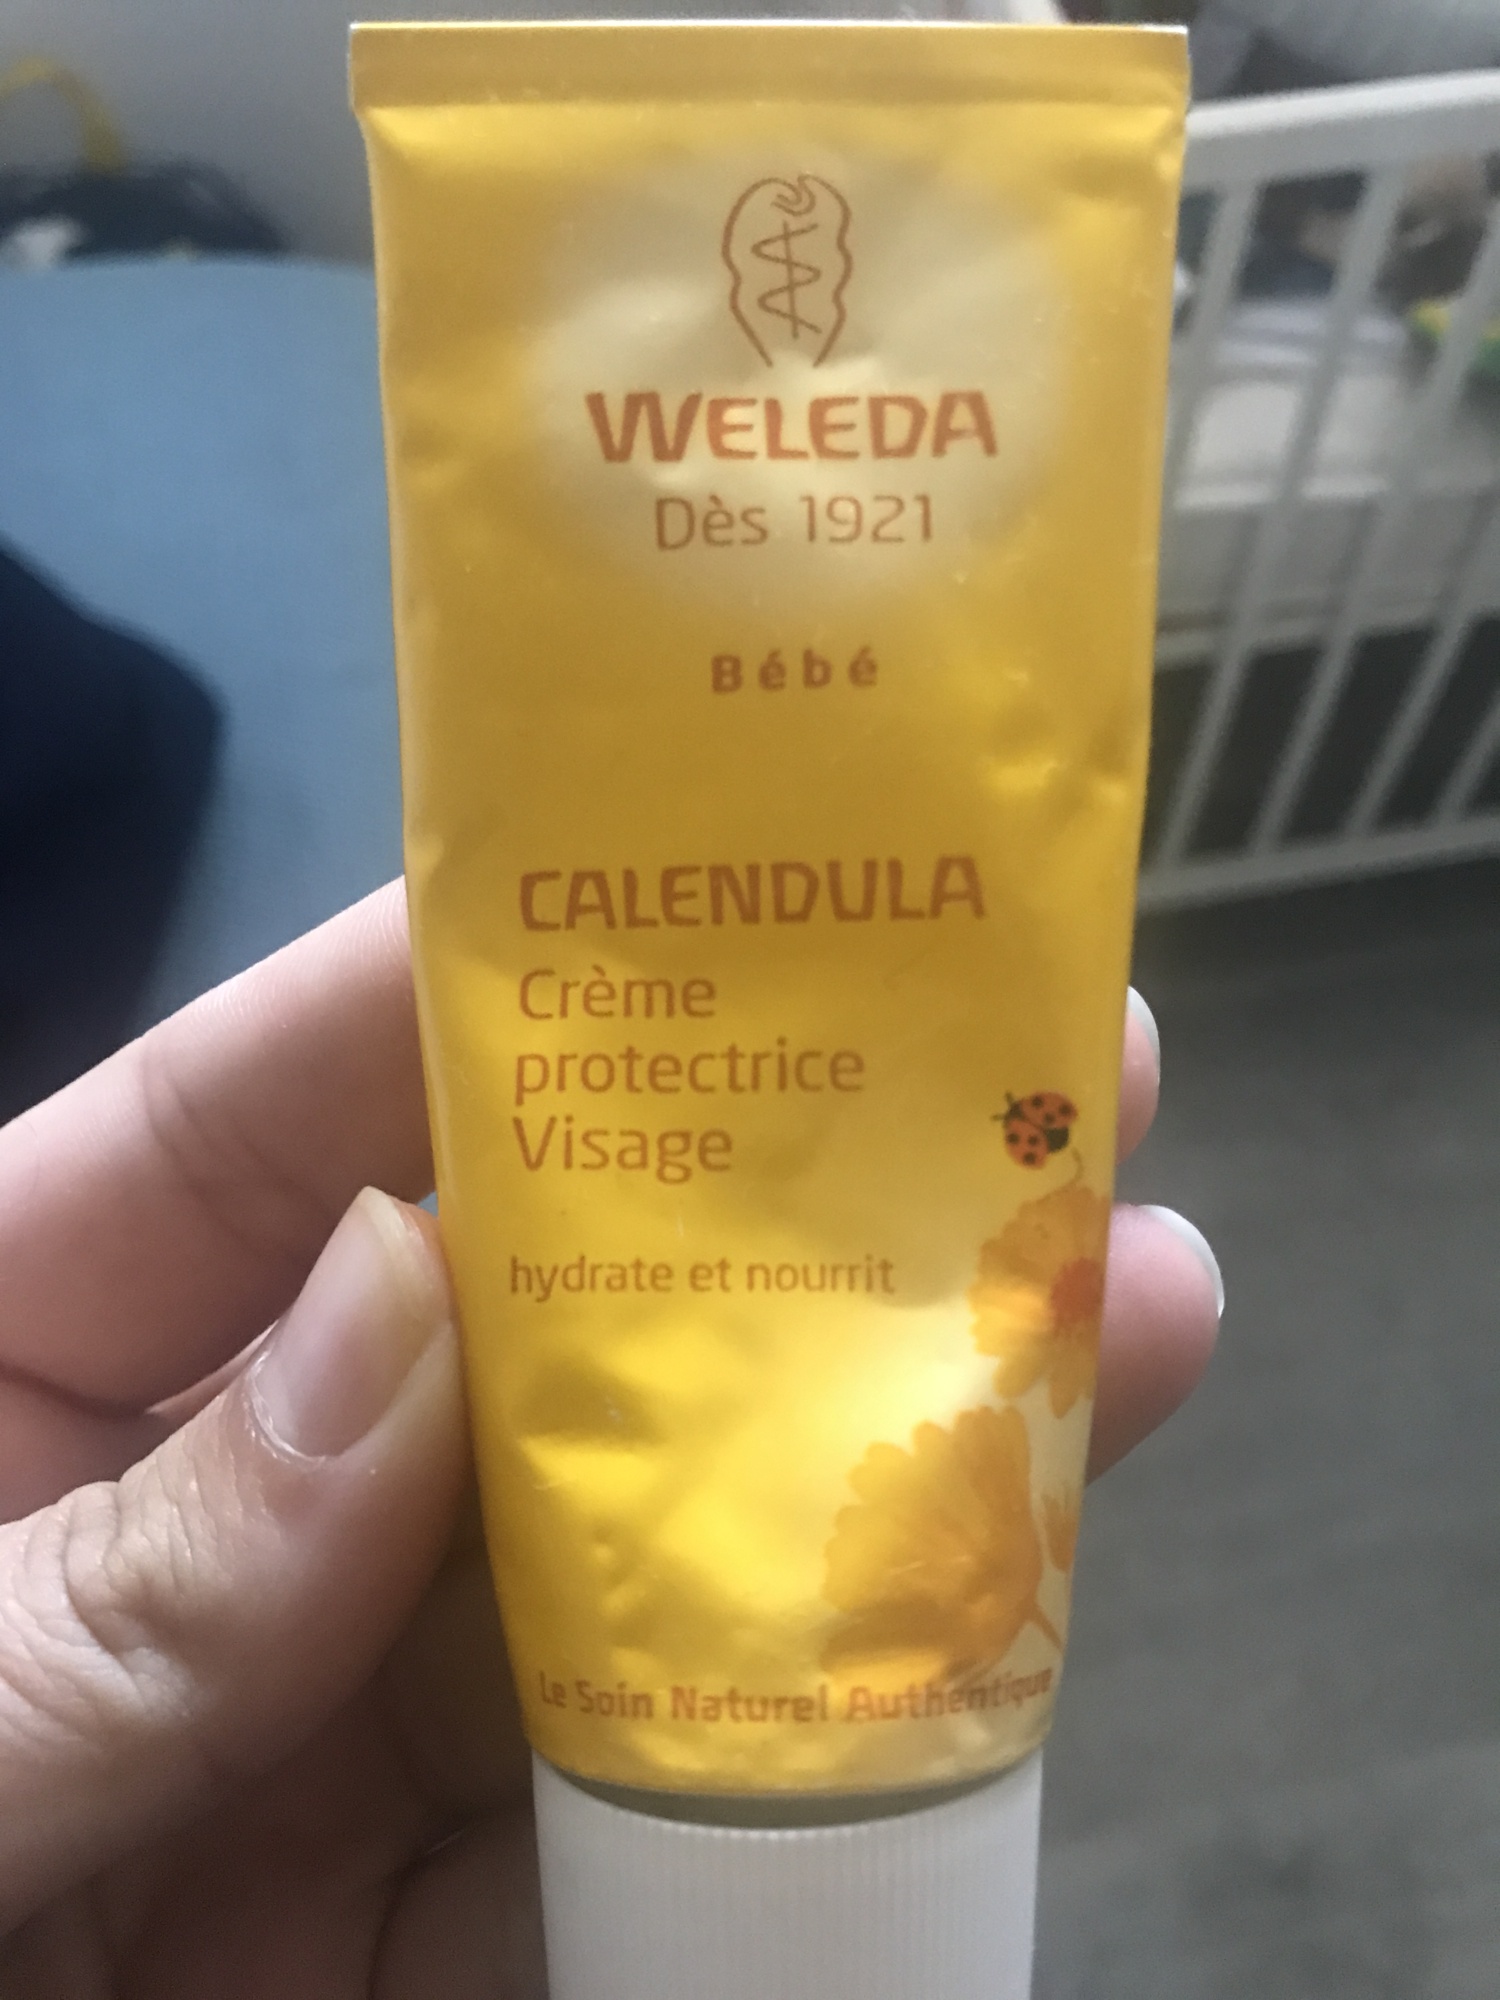 WELEDA
Dès 1921
Bébé
CALENDULA
Crème
protectrice
Visage
hydrate et nourrit
Le Soin Naturel Authentique